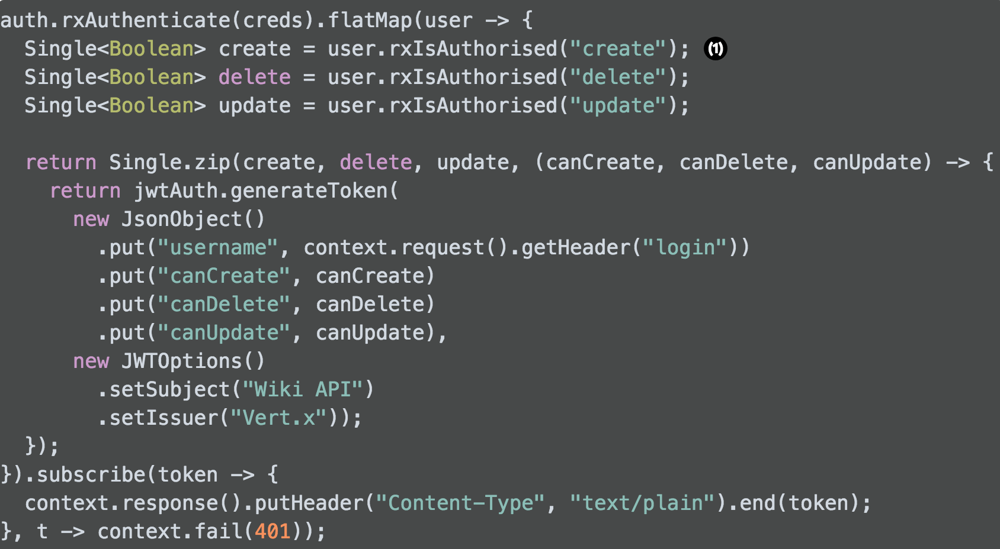 auth.rxAuthenticate(creds).flatMap(user -> {
  Single<Boolean> create = user.rxIsAuthorised("create"); (1)
  Single<Boolean> delete = user.rxIsAuthorised("delete");
  Single<Boolean> update = user.rxIsAuthorised("update");

  return Single.zip(create, delete, update, (canCreate, canDelete, canUpdate) -> {
    return jwtAuth.generateToken(
      new JsonObject()
        .put("username", context.request().getHeader("login"))
        .put("canCreate", canCreate)
        .put("canDelete", canDelete)
        .put("canUpdate", canUpdate),
      new JWTOptions()
        .setSubject("Wiki API")
        .setIssuer("Vert.x"));
  });
}).subscribe(token -> {
  context.response().putHeader("Content-Type", "text/plain").end(token);
}, t -> context.fail(401));